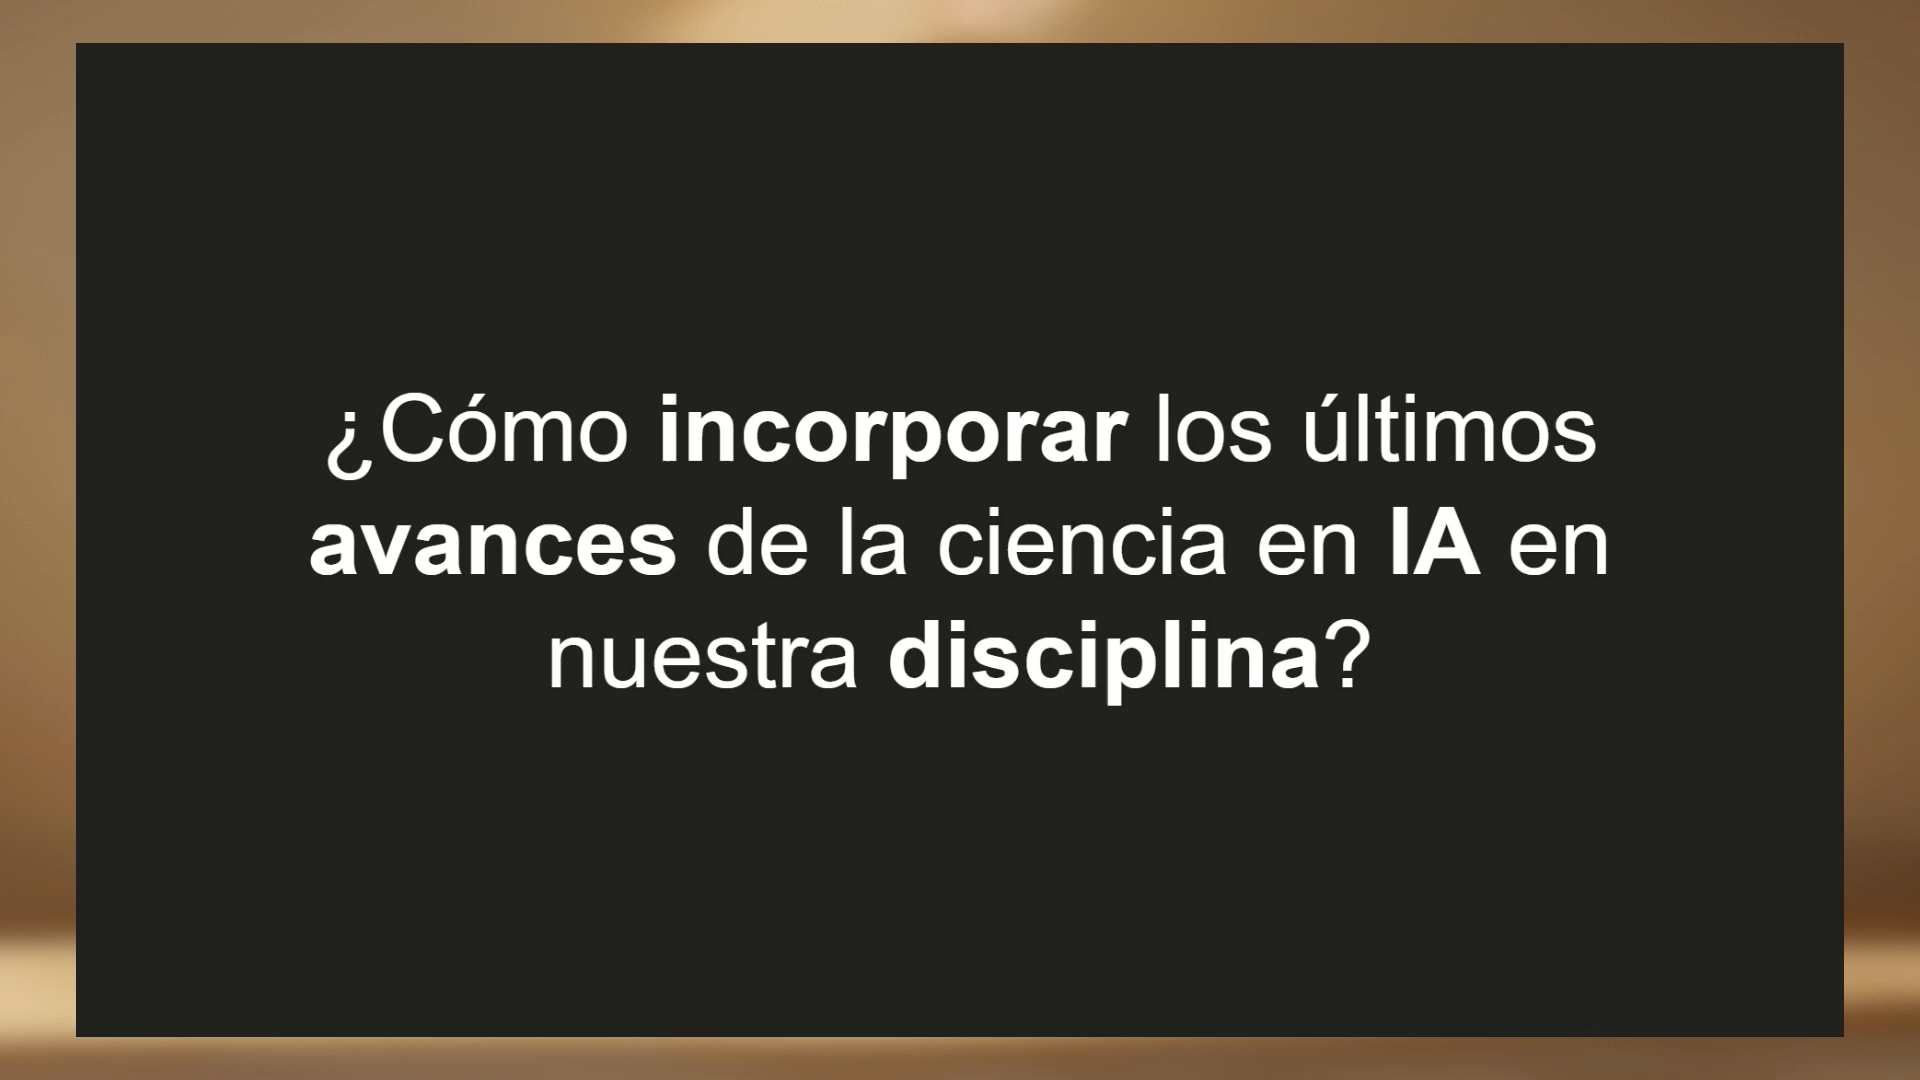 ¿Cómo incorporar los últimos
avances de la ciencia en IA en
nuestra disciplina?